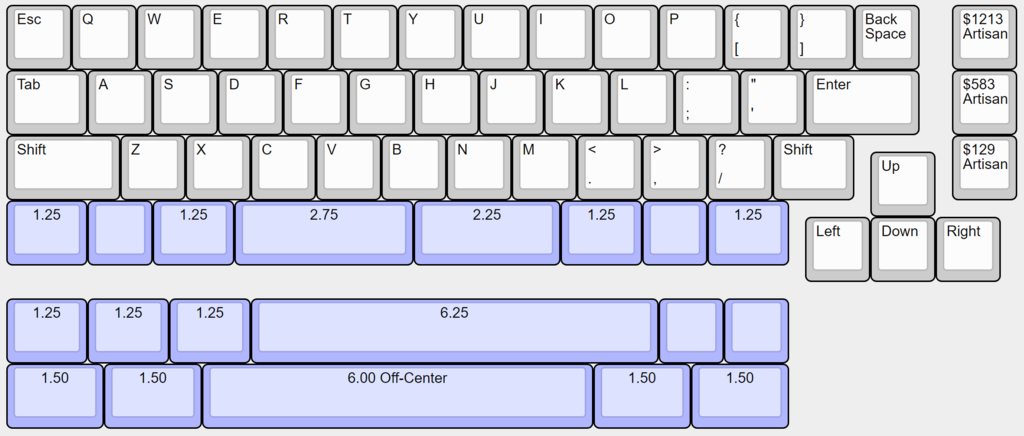 Esc Q W E R T Y U I O P { } Back $1213
Space Artisan
[ ]
Tab A S D F G H J K L : " Enter $583
Artisan
; '
Shift Z X C V B N M < > ? Shift $129
Artisan
. , /
Up
1.25 1.25 2.75 2.25 1.25 1.25
Left Down Right
1.25 1.25 1.25 6.25
1.50 1.50 6.00 Off-Center 1.50 1.50